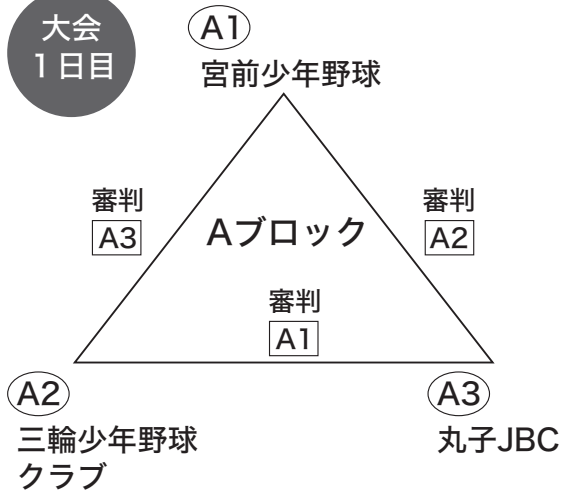 大会
1日目
A1
宮前少年野球
審判
A3
Aブロック
審判
A2
審判
A1
A2
三輪少年野球
クラブ
A3
丸子JBC